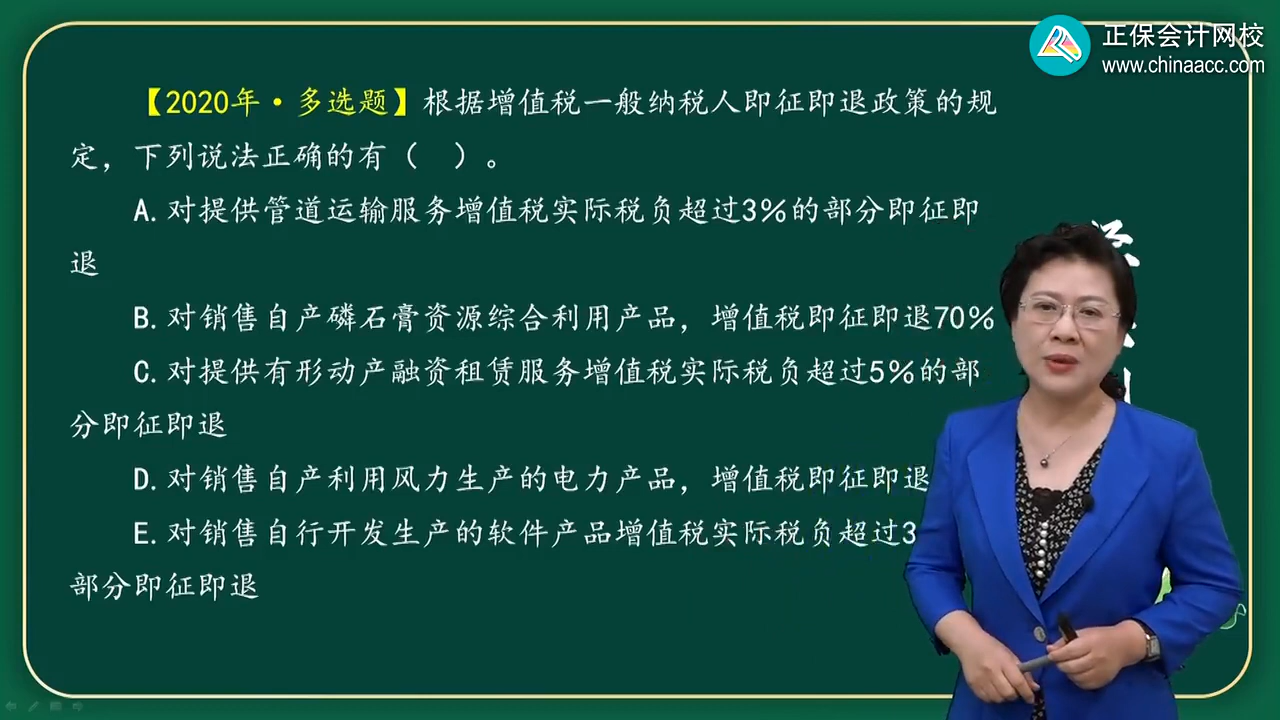 正保会计网校
www.chinaacc.com
【2020年·多选题】根据增值税一般纳税人即征即退政策的规
定，下列说法正确的有（ ）。
A.对提供管道运输服务增值税实际税负超过3%的部分即征即
退
B.对销售自产磷石膏资源综合利用产品，增值税即征即退70%
C.对提供有形动产融资租赁服务增值税实际税负超过5%的部
分即征即退
D.对销售自产利用风力生产的电力产品，增值税即征即退
E.对销售自行开发生产的软件产品增值税实际税负超过3
部分即征即退